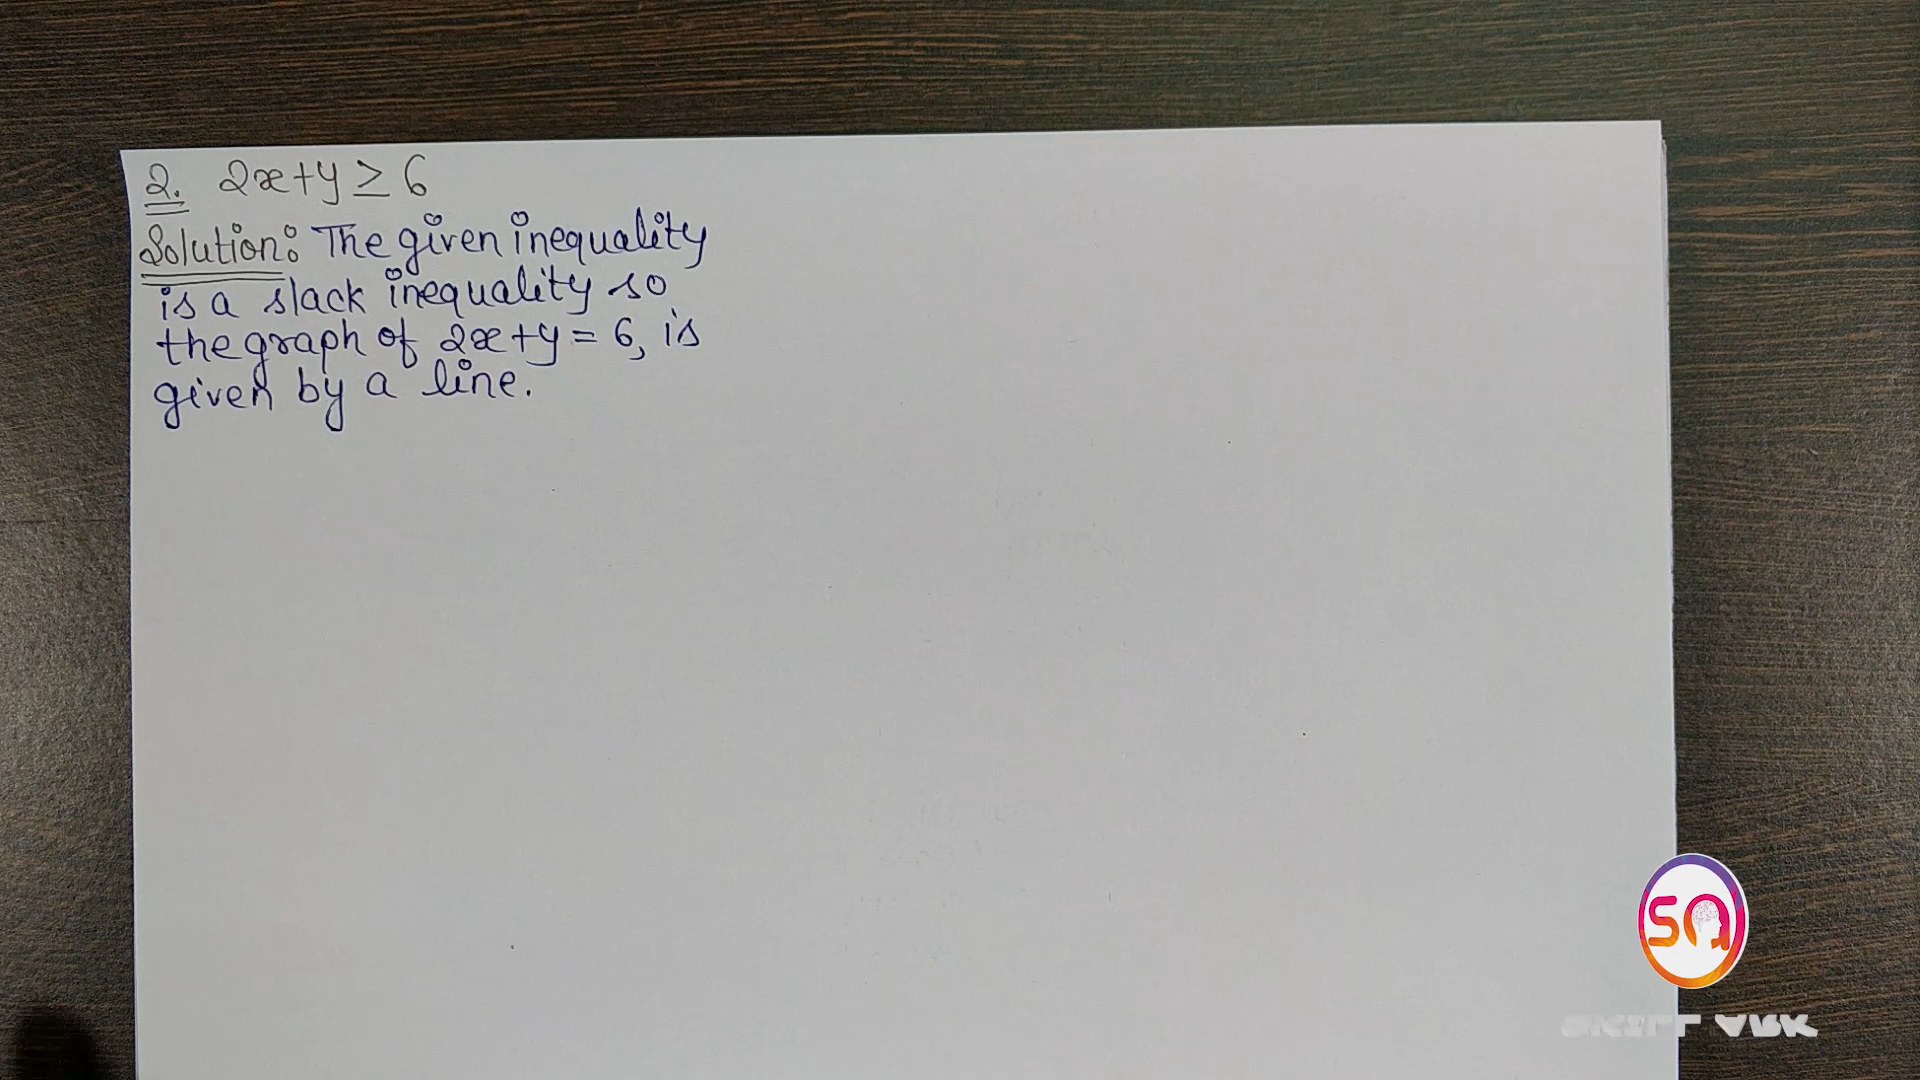 2. 2x+y ≥ 6
Solution: The given inequality
is a slack inequality so
the graph of 2x+y = 6, is
given by a line.
SQ